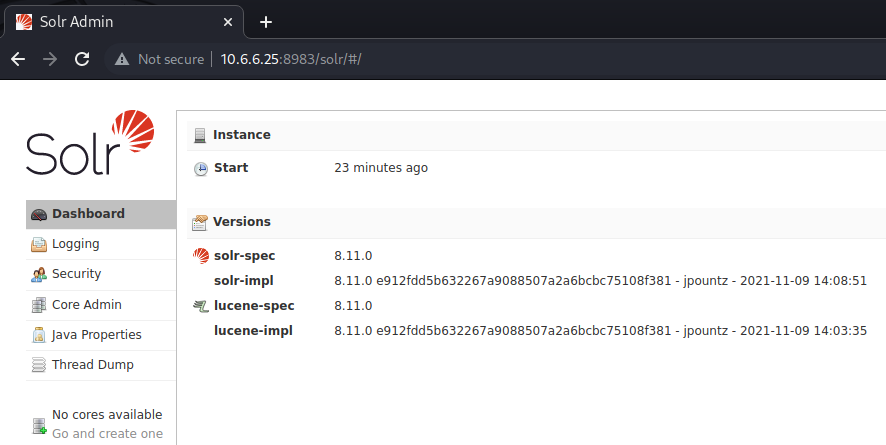 Solr Admin
Not secure 10.6.6.25:8983/solr/#/
Solr
Dashboard
Logging
Security
Core Admin
Java Properties
Thread Dump
No cores available
Go and create one
Instance
Start 23 minutes ago
Versions
solr-spec 8.11.0
solr-impl 8.11.0 e912fdd5b632267a9088507a2a6bcbc75108f381 - jpountz - 2021-11-09 14:08:51
lucene-spec 8.11.0
lucene-impl 8.11.0 e912fdd5b632267a9088507a2a6bcbc75108f381 - jpountz - 2021-11-09 14:03:35